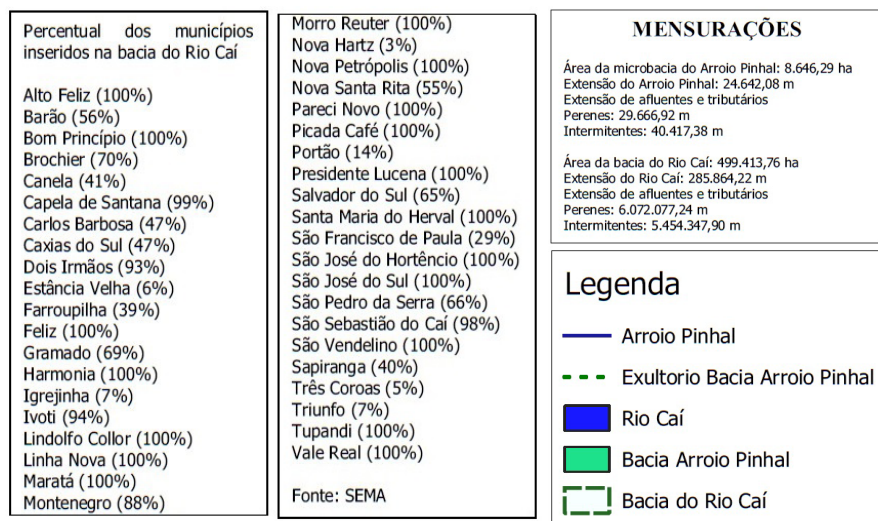 Percentual dos municípios
inseridos na bacia do Rio Caí
Alto Feliz (100%)
Barão (56%)
Bom Princípio (100%)
Brochier (70%)
Canela (41%)
Capela de Santana (99%)
Carlos Barbosa (47%)
Caxias do Sul (47%)
Dois Irmãos (93%)
Estância Velha (6%)
Farroupilha (39%)
Feliz (100%)
Gramado (69%)
Harmonia (100%)
Igrejinha (7%)
Ivoti (94%)
Lindolfo Collor (100%)
Linha Nova (100%)
Maratá (100%)
Montenegro (88%)
Morro Reuter (100%)
Nova Hartz (3%)
Nova Petrópolis (100%)
Nova Santa Rita (55%)
Pareci Novo (100%)
Picada Café (100%)
Portão (14%)
Presidente Lucena (100%)
Salvador do Sul (65%)
Santa Maria do Herval (100%)
São Francisco de Paula (29%)
São José do Hortêncio (100%)
São José do Sul (100%)
São Pedro da Serra (66%)
São Sebastião do Caí (98%)
São Vendelino (100%)
Sapiranga (40%)
Três Coroas (5%)
Triunfo (7%)
Tupandi (100%)
Vale Real (100%)
Fonte: SEMA
MENSURAÇÕES
Área da microbacia do Arroio Pinhal: 8.646,29 ha
Extensão do Arroio Pinhal: 24.642,08 m
Extensão de afluentes e tributários
Perenes: 29.666,92 m
Intermitentes: 40.417,38 m
Área da bacia do Rio Caí: 499.413,76 ha
Extensão do Rio Caí: 285.864,22 m
Extensão de afluentes e tributários
Perenes: 6.072.077,24 m
Intermitentes: 5.454.347,90 m
Legenda
Arroio Pinhal
Exultorio Bacia Arroio Pinhal
Rio Caí
Bacia Arroio Pinhal
Bacia do Rio Caí